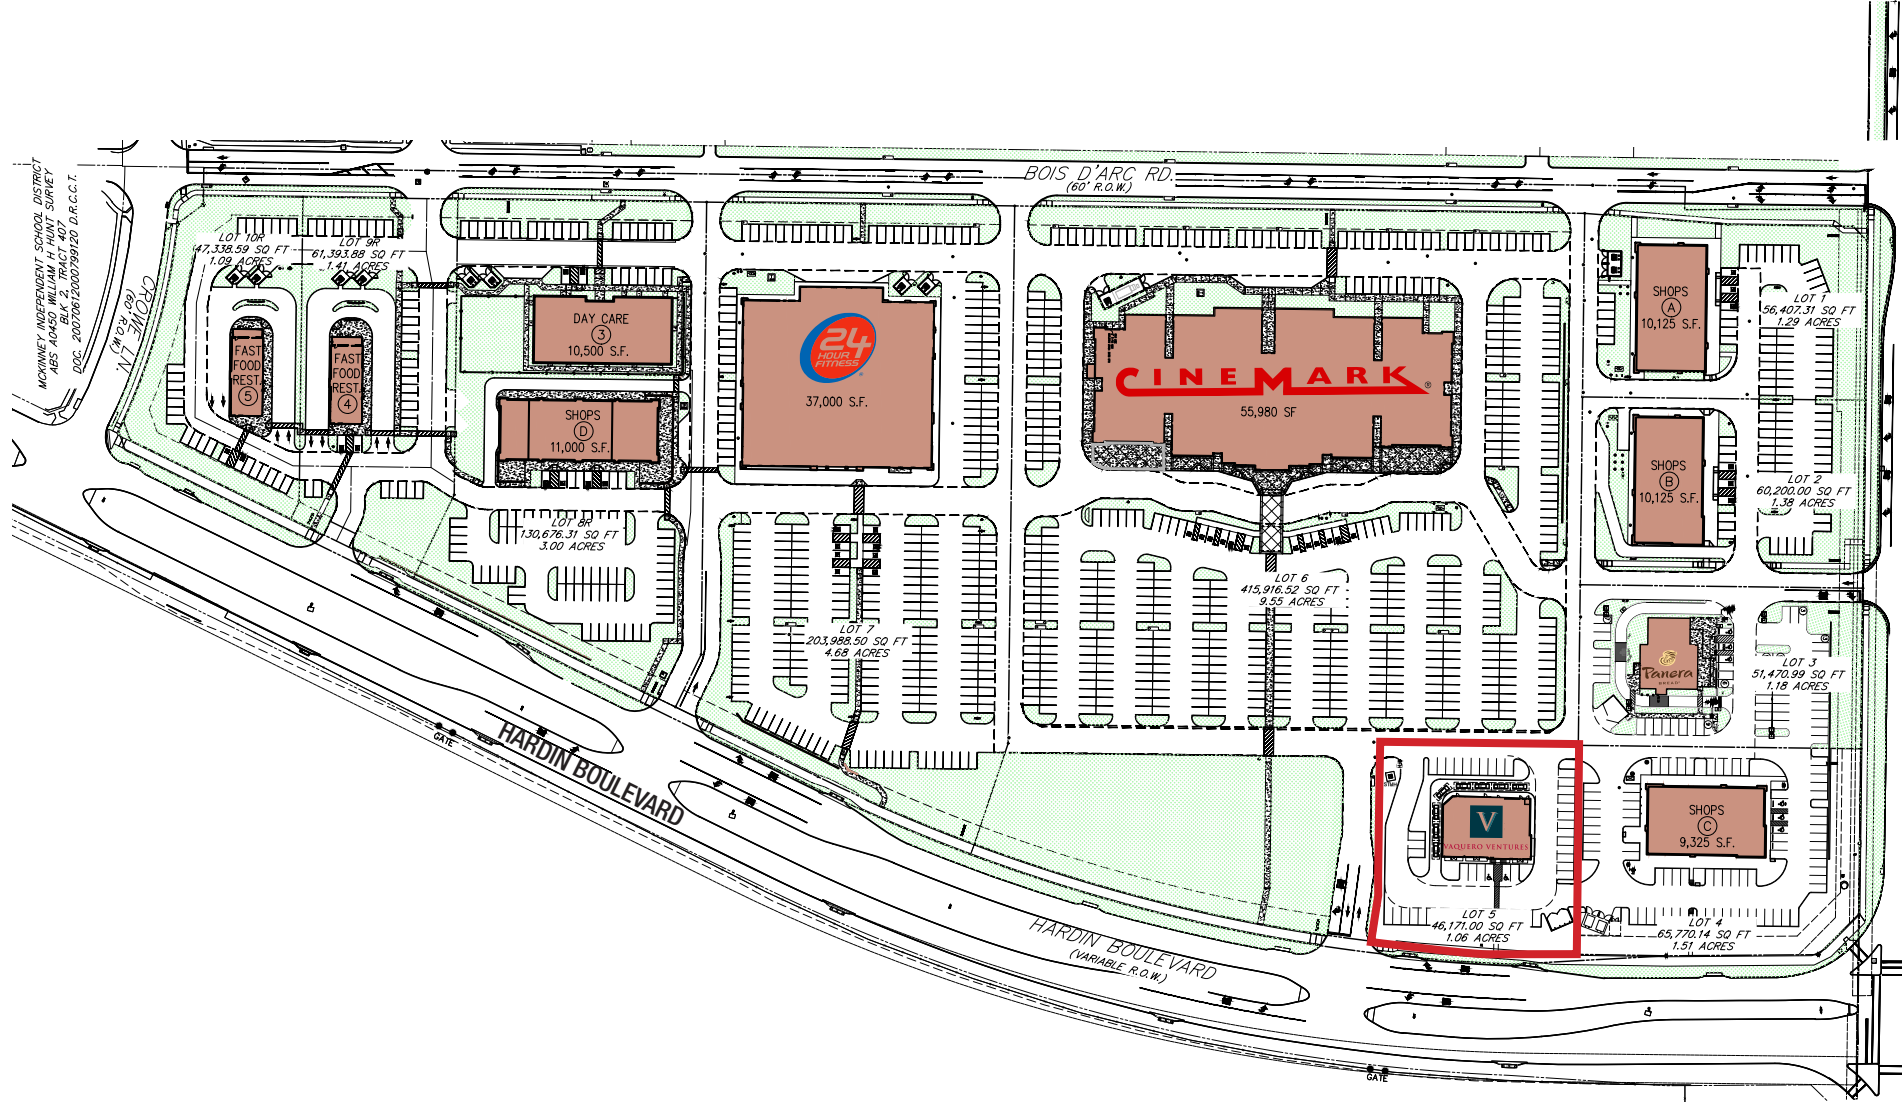 BOIS D'ARC RD.
(60' R.O.W.)
MCKINNEY INDEPENDENT SCHOOL DISTRICT
ABS A0450 WILLIAM H HUNT SURVEY
BLK 2, TRACT 407
DOC. 20070612000799120 D.R.C.C.T.
CROWE LN.
(60' R.O.W.)
LOT 10R
47,338.59 SQ FT
1.09 ACRES
LOT 9R
61,393.88 SQ FT
1.41 ACRES
FAST
FOOD
REST.
5
FAST
FOOD
REST.
4
DAY CARE
3
10,500 S.F.
SHOPS
D
11,000 S.F.
24
HOUR
FITNESS
37,000 S.F.
CINEMARK
55,980 SF
SHOPS
A
10,125 S.F.
LOT 1
56,407.31 SQ FT
1.29 ACRES
SHOPS
B
10,125 S.F.
LOT 2
60,200.00 SQ FT
1.38 ACRES
LOT 8R
130,676.31 SQ FT
3.00 ACRES
LOT 7
203,988.50 SQ FT
4.68 ACRES
LOT 6
415,916.52 SQ FT
9.55 ACRES
Panera
BREAD
LOT 3
51,470.99 SQ FT
1.18 ACRES
V
VAQUERO VENTURES
SHOPS
C
9,325 S.F.
LOT 5
46,171.00 SQ FT
1.06 ACRES
LOT 4
65,770.14 SQ FT
1.51 ACRES
GATE
HARDIN BOULEVARD
HARDIN BOULEVARD
(VARIABLE R.O.W.)
GATE